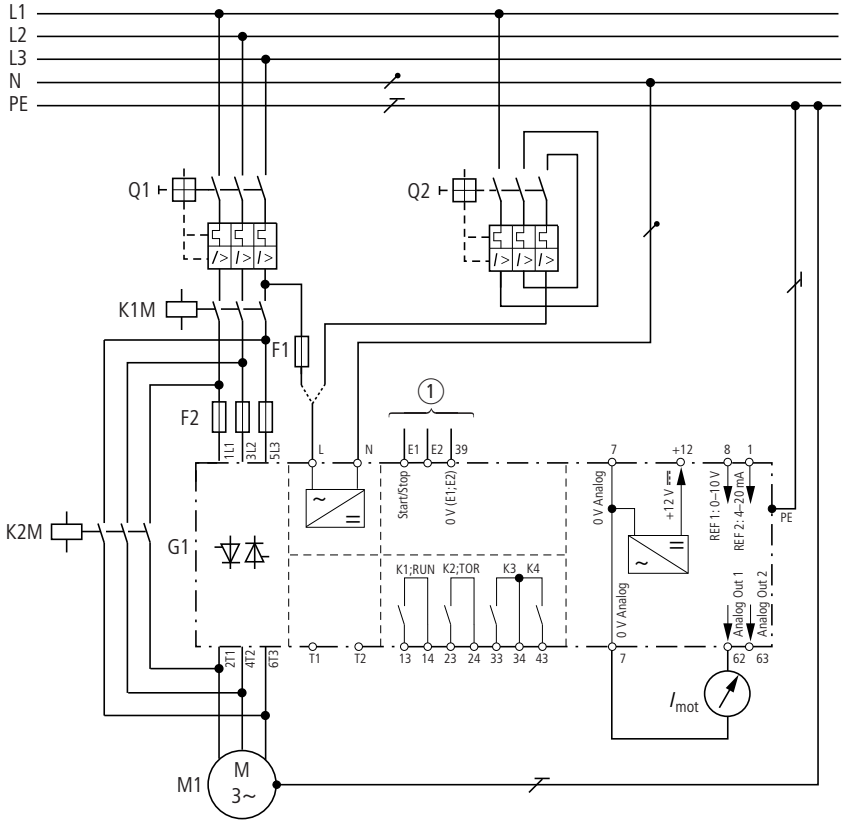 L1
L2
L3
N
PE
Q1
Q2
I> I> I>
I> I> I>
K1M
F1
F2
1
1L1
3L2
5L3
L
N
E1
E2
39
7
+12
8
1
Start/Stop
0 V (E1; E2)
0 V Analog
+12 V
REF 1: 0–10 V
REF 2: 4–20 mA
PE
~
=
K2M
G1
~
=
K1;RUN
K2;TOR
K3
K4
0 V Analog
Analog Out 1
Analog Out 2
2T1
4T2
6T3
T1
T2
13
14
23
24
33
34
43
7
62
63
Imot
M1
M
3~